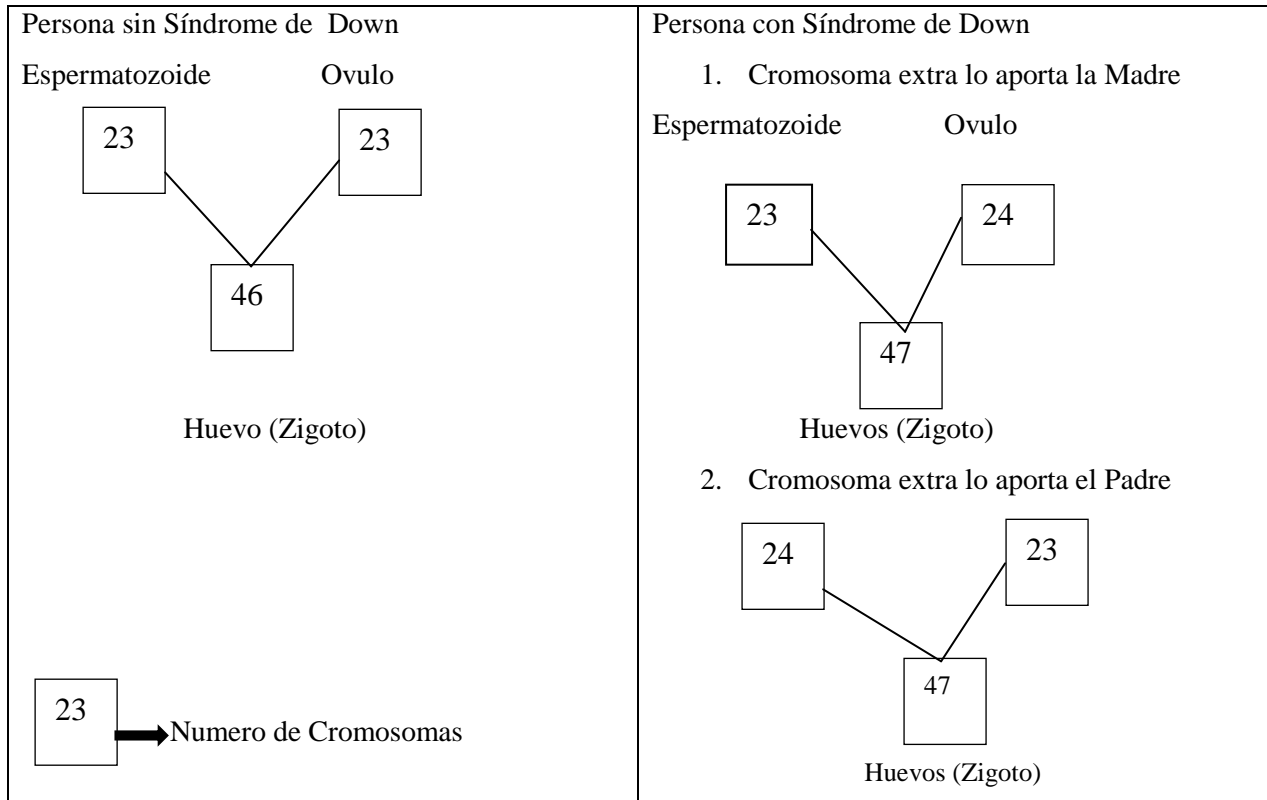 Persona sin Síndrome de Down
Espermatozoide Ovulo
23 23
46
Huevo (Zigoto)
23
Numero de Cromosomas
Persona con Síndrome de Down
1. Cromosoma extra lo aporta la Madre
Espermatozoide Ovulo
23 24
47
Huevos (Zigoto)
2. Cromosoma extra lo aporta el Padre
24 23
47
Huevos (Zigoto)